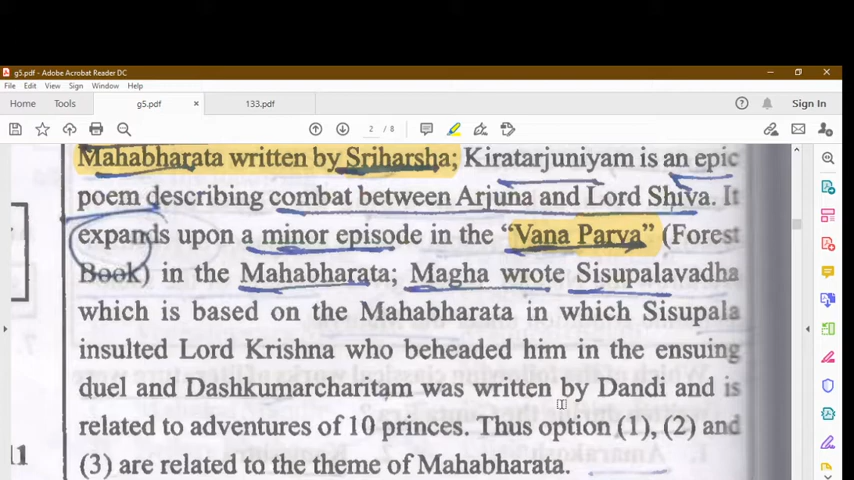 g5.pdf - Adobe Acrobat Reader DC
File Edit View Sign Window Help
Home Tools g5.pdf × 133.pdf Sign In
2 / 8
Mahabharata written by Sriharsha; Kiratarjuniyam is an epic
poem describing combat between Arjuna and Lord Shiva. It
expands upon a minor episode in the “Vana Parva” (Forest
Book) in the Mahabharata; Magha wrote Sisupalavadha
which is based on the Mahabharata in which Sisupala
insulted Lord Krishna who beheaded him in the ensuing
duel and Dashkumarcharitam was written by Dandi and is
related to adventures of 10 princes. Thus option (1), (2) and
(3) are related to the theme of Mahabharata.